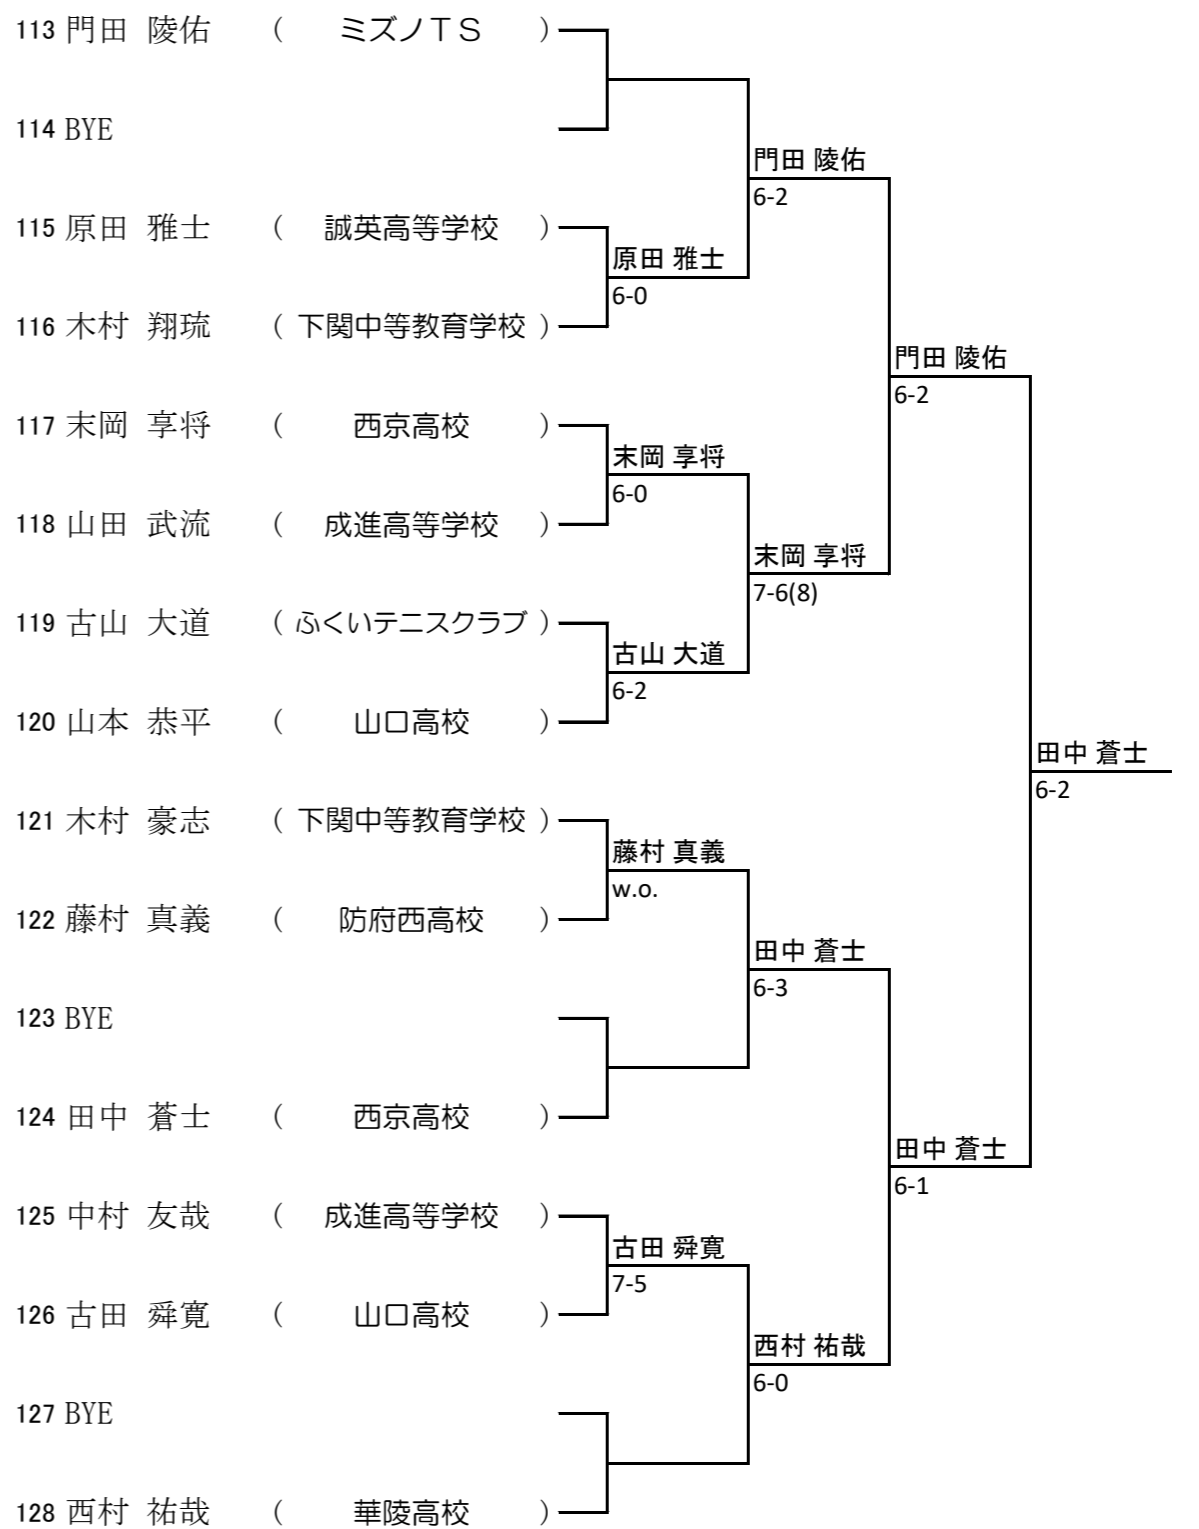 113 門田 陵佑 ( ミズノTS )
114 BYE
門田 陵佑
6-2
115 原田 雅士 ( 誠英高等学校 )
原田 雅士
6-0
116 木村 翔琉 ( 下関中等教育学校 )
門田 陵佑
6-2
117 末岡 享将 ( 西京高校 )
末岡 享将
6-0
118 山田 武流 ( 成進高等学校 )
末岡 享将
7-6(8)
119 古山 大道 ( ふくいテニスクラブ )
古山 大道
6-2
120 山本 恭平 ( 山口高校 )
田中 蒼士
6-2
121 木村 豪志 ( 下関中等教育学校 )
藤村 真義
w.o.
122 藤村 真義 ( 防府西高校 )
田中 蒼士
6-3
123 BYE
124 田中 蒼士 ( 西京高校 )
田中 蒼士
6-1
125 中村 友哉 ( 成進高等学校 )
古田 舜寛
7-5
126 古田 舜寛 ( 山口高校 )
西村 祐哉
6-0
127 BYE
128 西村 祐哉 ( 華陵高校 )